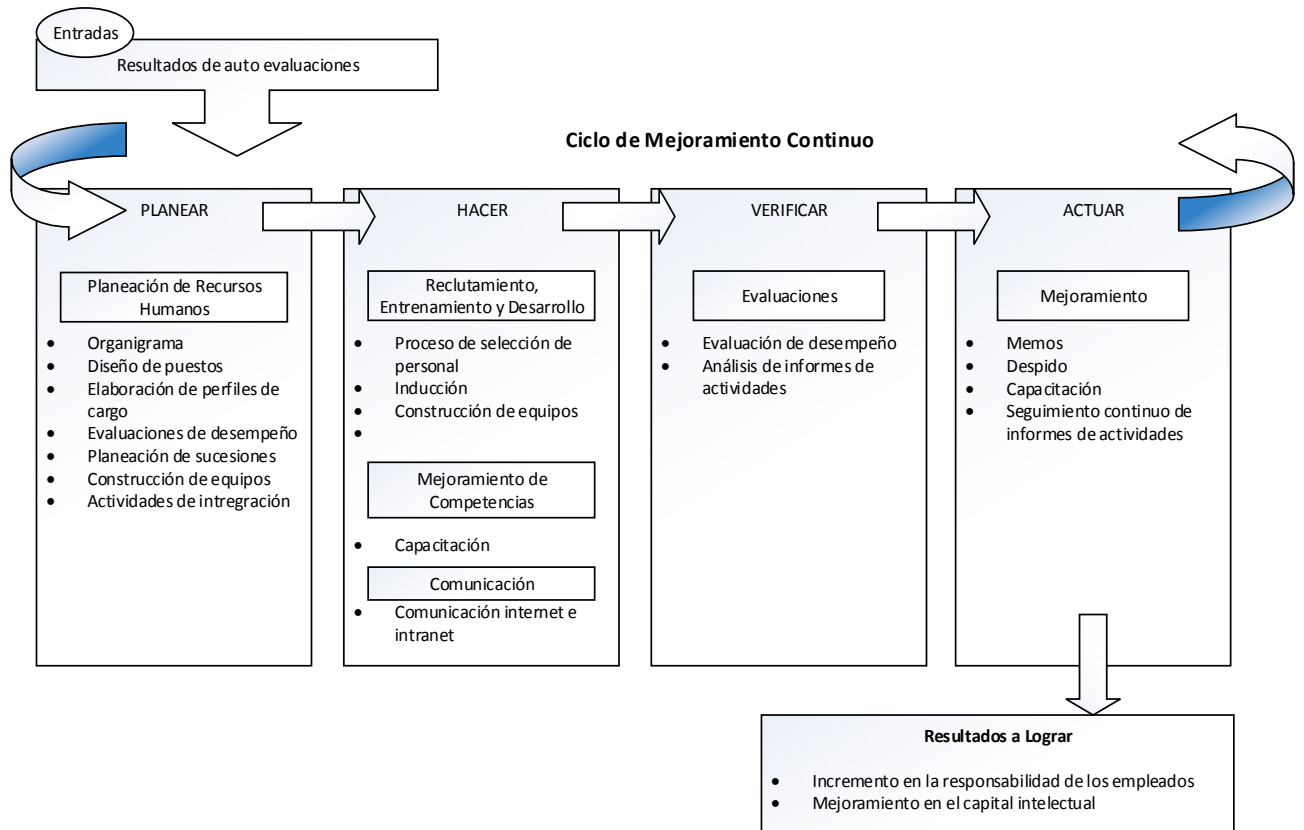 Entradas
Resultados de auto evaluaciones
Ciclo de Mejoramiento Continuo
PLANEAR
Planeación de Recursos
Humanos
• Organigrama
• Diseño de puestos
• Elaboración de perfiles de
cargo
• Evaluaciones de desempeño
• Planeación de sucesiones
• Construcción de equipos
• Actividades de intregración
HACER
Reclutamiento,
Entrenamiento y Desarrollo
• Proceso de selección de
personal
• Inducción
• Construcción de equipos
•
Mejoramiento de
Competencias
• Capacitación
Comunicación
• Comunicación internet e
intranet
VERIFICAR
Evaluaciones
• Evaluación de desempeño
• Análisis de informes de
actividades
ACTUAR
Mejoramiento
• Memos
• Despido
• Capacitación
• Seguimiento continuo de
informes de actividades
Resultados a Lograr
• Incremento en la responsabilidad de los empleados
• Mejoramiento en el capital intelectual